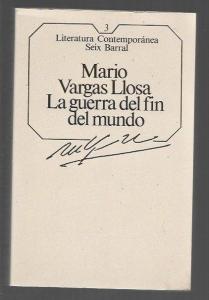 3
Literatura Contemporánea
Seix Barral
Mario
Vargas Llosa
La guerra del fin
del mundo